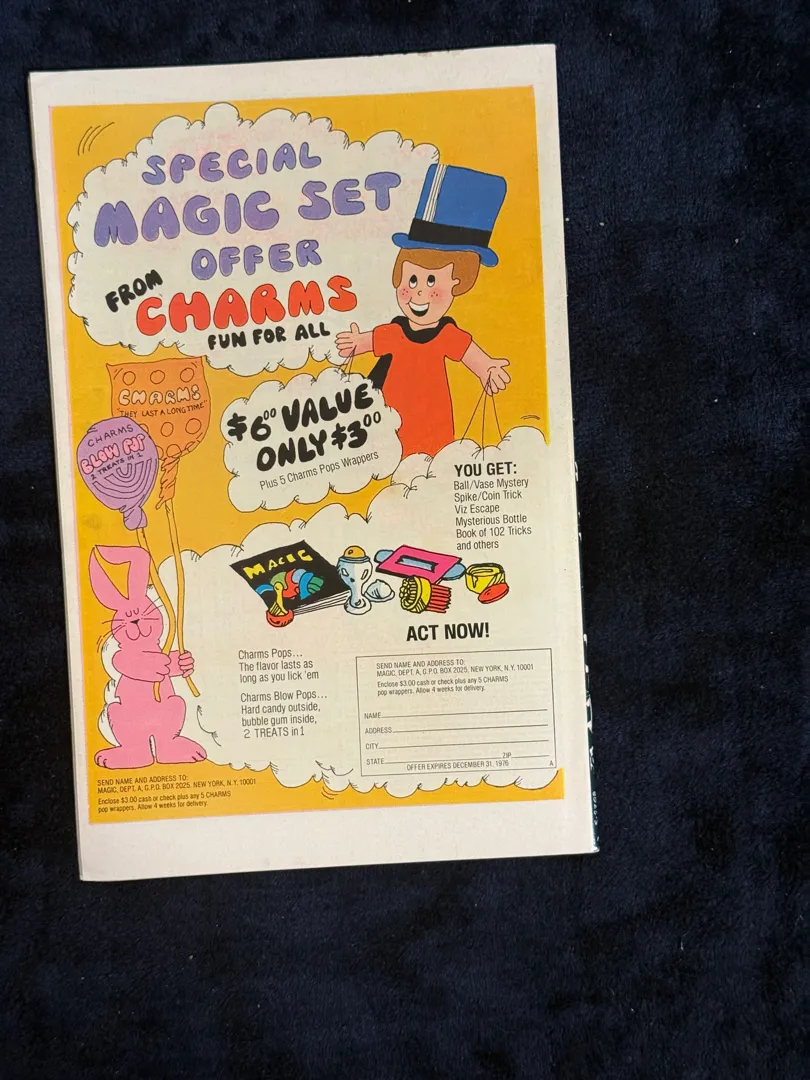 SPECIAL
MAGIC SET
OFFER
FROM
CHARMS
FUN FOR ALL
CHARMS
"THEY LAST A LONG TIME"
CHARMS
BLOW POP
2 TREATS IN 1
$6⁰⁰ VALUE
ONLY $3⁰⁰
Plus 5 Charms Pops Wrappers
YOU GET:
Ball/Vase Mystery
Spike/Coin Trick
Viz Escape
Mysterious Bottle
Book of 102 Tricks
and others
MAGIC
ACT NOW!
Charms Pops...
The flavor lasts as
long as you lick 'em
Charms Blow Pops...
Hard candy outside,
bubble gum inside,
2 TREATS in 1
SEND NAME AND ADDRESS TO:
MAGIC, DEPT. A, G.P.O. BOX 2025, NEW YORK, N.Y. 10001
Enclose $3.00 cash or check plus any 5 CHARMS
pop wrappers. Allow 4 weeks for delivery.
NAME
ADDRESS
CITY
STATE ZIP
OFFER EXPIRES DECEMBER 31, 1976 A
SEND NAME AND ADDRESS TO:
MAGIC, DEPT. A, G.P.O. BOX 2025, NEW YORK, N.Y. 10001
Enclose $3.00 cash or check plus any 5 CHARMS
pop wrappers. Allow 4 weeks for delivery.